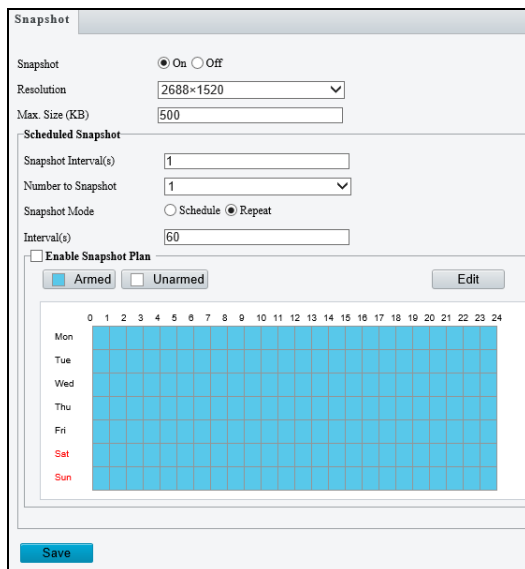 Snapshot
Snapshot On Off
Resolution 2688×1520
Max. Size (KB) 500
Scheduled Snapshot
Snapshot Interval(s) 1
Number to Snapshot 1
Snapshot Mode Schedule Repeat
Interval(s) 60
Enable Snapshot Plan
Armed Unarmed Edit
0 1 2 3 4 5 6 7 8 9 10 11 12 13 14 15 16 17 18 19 20 21 22 23 24
Mon
Tue
Wed
Thu
Fri
Sat
Sun
Save